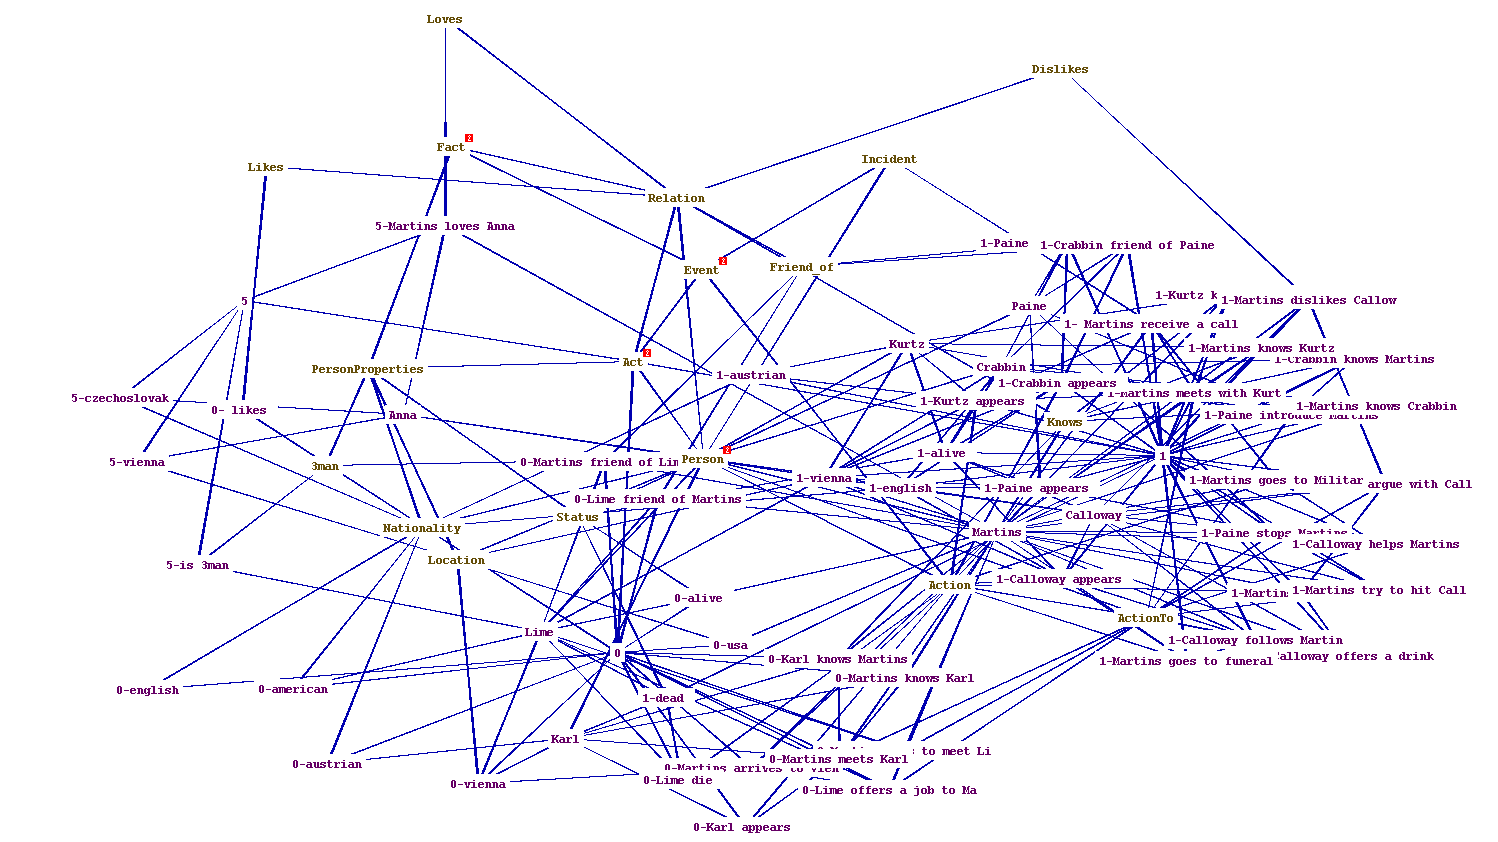 Loves
Dislikes
Fact
2
Incident
Likes
Relation
5-Martins loves Anna
1-Paine
1-Crabbin friend of Paine
2
Event
Friend_of
5
1-Kurtz k
1-Martins dislikes Callow
Paine
1- Martins receive a call
Kurtz
1-Martins knows Kurtz
2
Act
1-Crabbin knows Martins
PersonProperties
Crabbin
1-austrian
1-Crabbin appears
1-Martins meets with Kurt
5-czechoslovak
1-Kurtz appears
0- likes
1-Martins knows Crabbin
Anna
1-Paine introduce Martins
Knows
2
1-alive
1
5-vienna
3man
0-Martins friend of Lim
Person
1-vienna
1-english
1-Paine appears
1-Martins goes to Militar
argue with Call
0-Lime friend of Martins
Status
Calloway
Nationality
Martins
1-Paine stops Martins
1-Calloway helps Martins
Location
5-is 3man
Action
1-Calloway appears
1-Martin
1-Martins try to hit Call
0-alive
ActionTo
Lime
1-Calloway follows Martin
0-usa
0
0-Karl knows Martins
1-Martins goes to funeral
alloway offers a drink
0-Martins knows Karl
0-english
0-american
1-dead
Karl
to meet Li
0-Martins meets Karl
0-austrian
0-Martins arrives to vien
0-Lime die
0-vienna
0-Lime offers a job to Ma
0-Karl appears